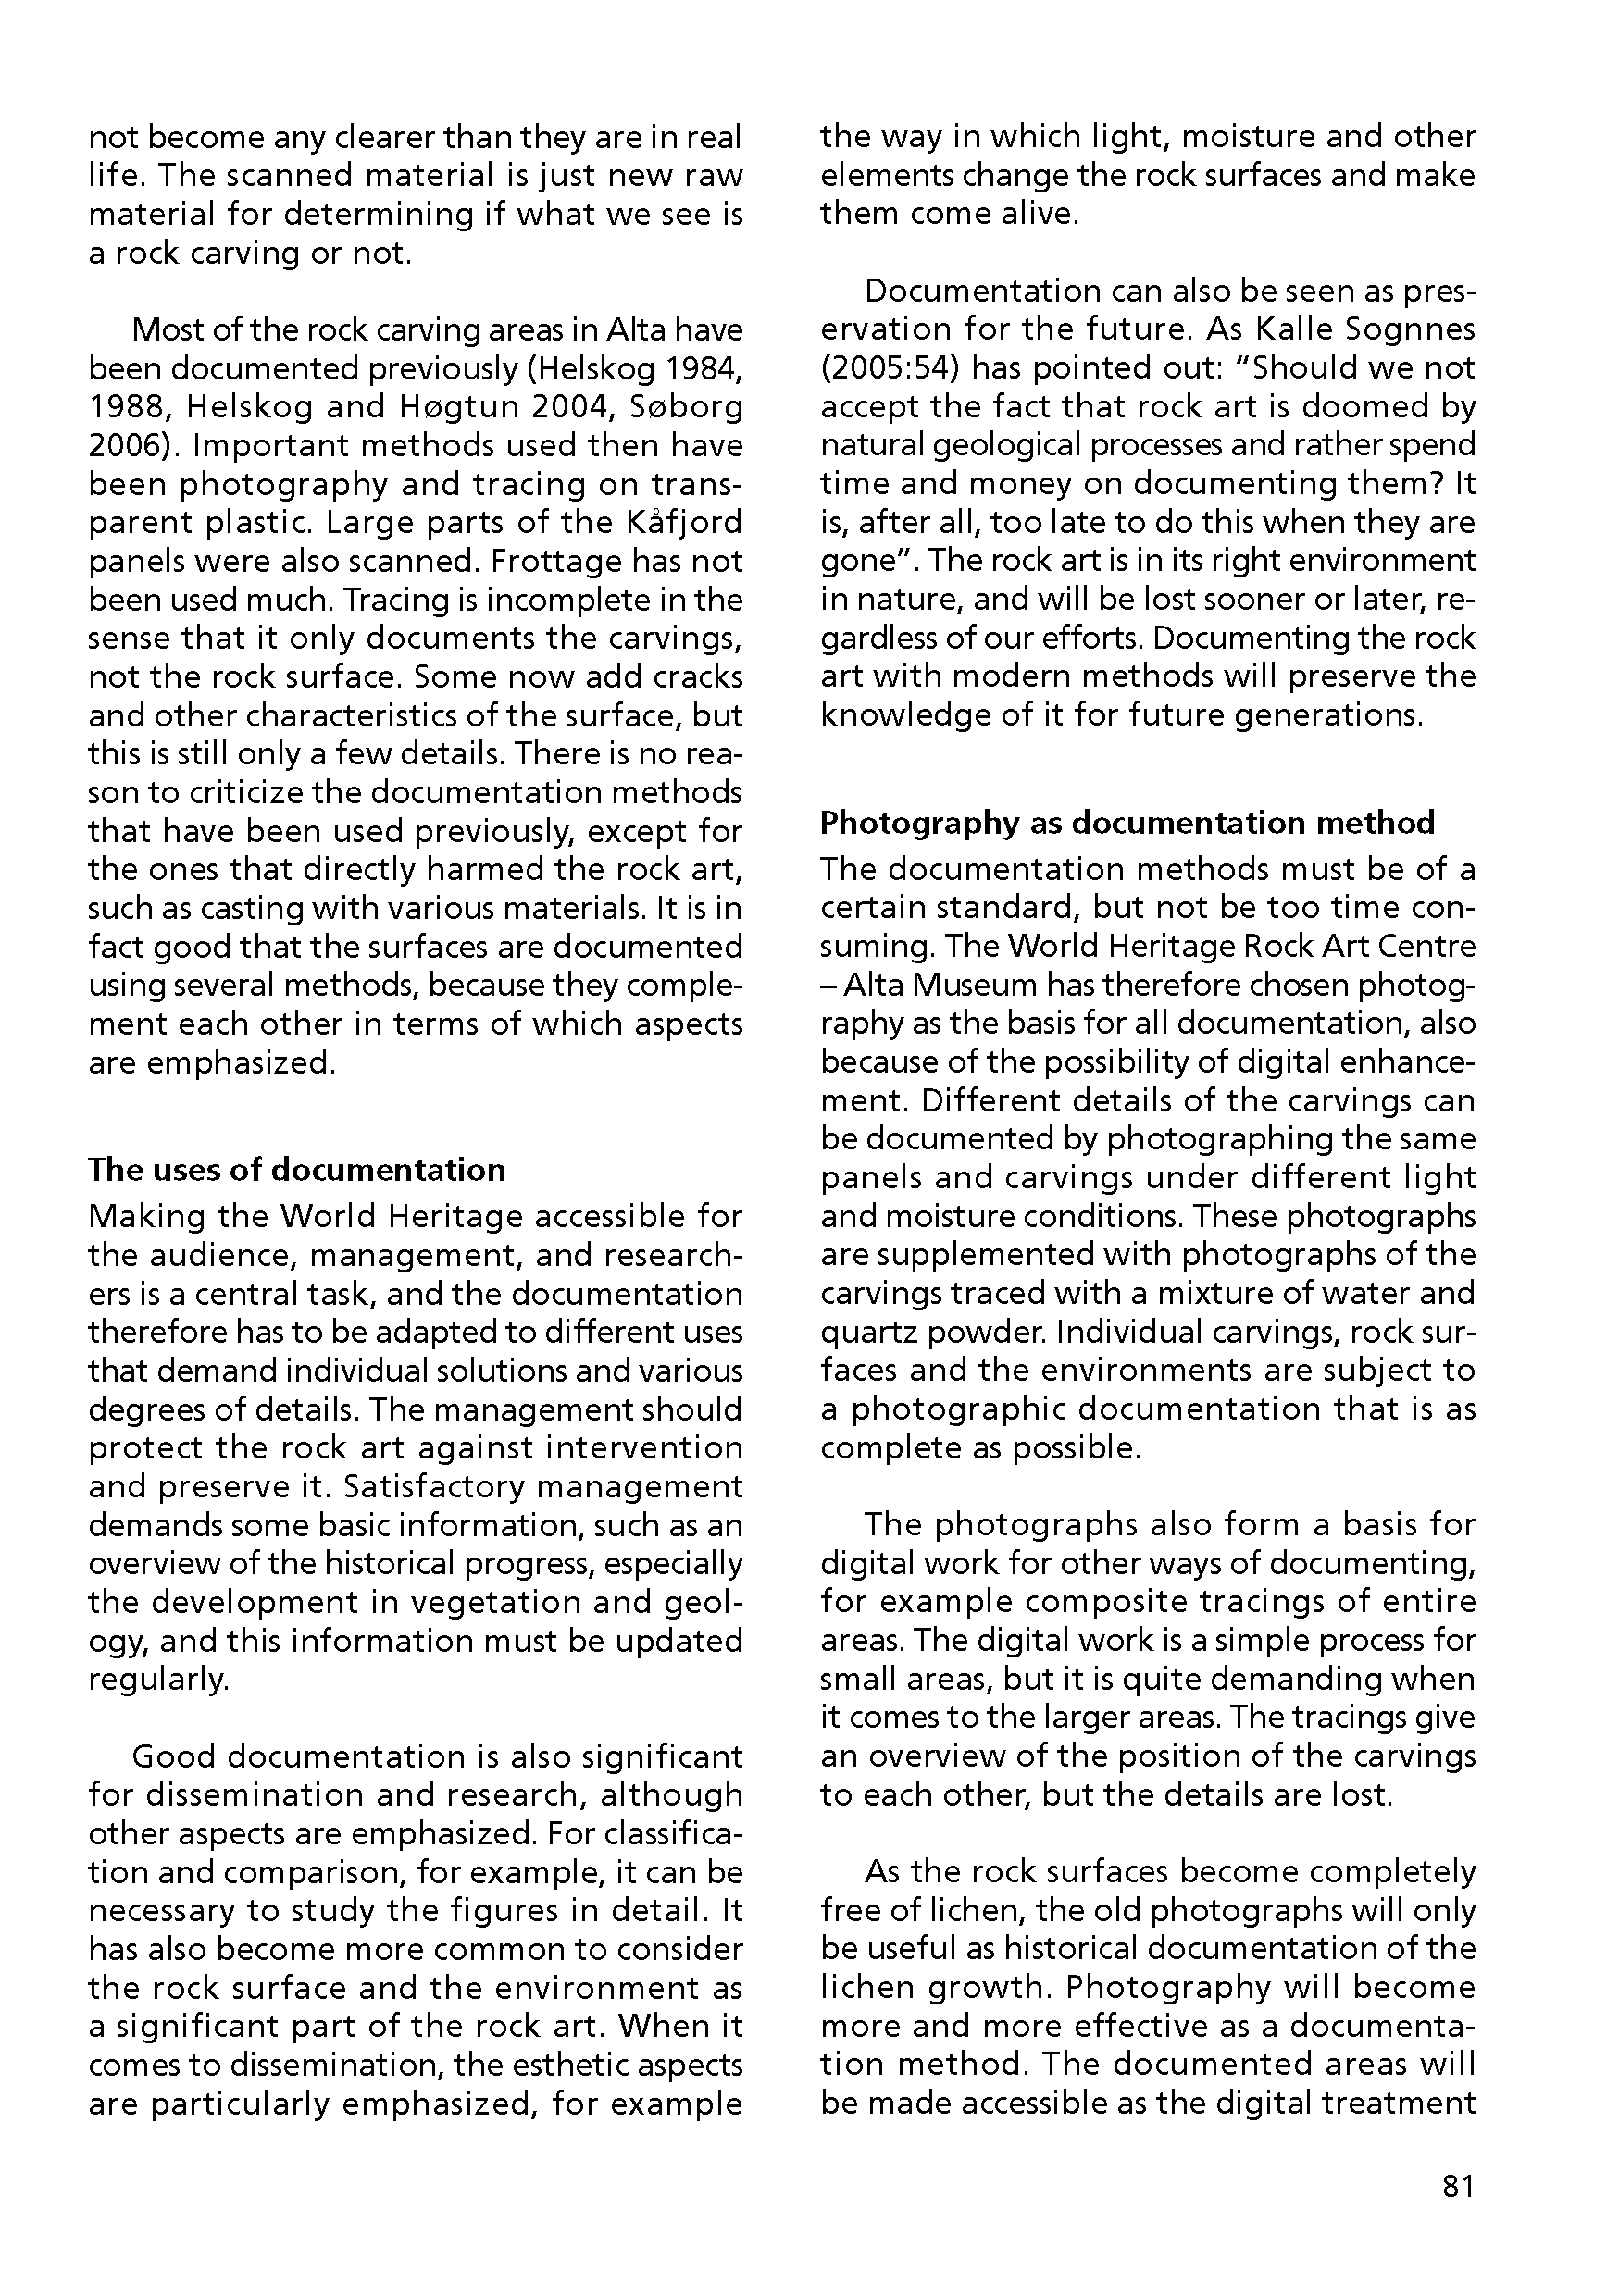 not become any clearer than they are in real
life. The scanned material is just new raw
material for determining if what we see is
a rock carving or not.
Most of the rock carving areas in Alta have
been documented previously (Helskog 1984,
1988, Helskog and Høgtun 2004, Søborg
2006). Important methods used then have
been photography and tracing on trans-
parent plastic. Large parts of the Kåfjord
panels were also scanned. Frottage has not
been used much. Tracing is incomplete in the
sense that it only documents the carvings,
not the rock surface. Some now add cracks
and other characteristics of the surface, but
this is still only a few details. There is no rea-
son to criticize the documentation methods
that have been used previously, except for
the ones that directly harmed the rock art,
such as casting with various materials. It is in
fact good that the surfaces are documented
using several methods, because they comple-
ment each other in terms of which aspects
are emphasized.
The uses of documentation
Making the World Heritage accessible for
the audience, management, and research-
ers is a central task, and the documentation
therefore has to be adapted to different uses
that demand individual solutions and various
degrees of details. The management should
protect the rock art against intervention
and preserve it. Satisfactory management
demands some basic information, such as an
overview of the historical progress, especially
the development in vegetation and geol-
ogy, and this information must be updated
regularly.
Good documentation is also significant
for dissemination and research, although
other aspects are emphasized. For classifica-
tion and comparison, for example, it can be
necessary to study the figures in detail. It
has also become more common to consider
the rock surface and the environment as
a significant part of the rock art. When it
comes to dissemination, the esthetic aspects
are particularly emphasized, for example
the way in which light, moisture and other
elements change the rock surfaces and make
them come alive.
Documentation can also be seen as pres-
ervation for the future. As Kalle Sognnes
(2005:54) has pointed out: “Should we not
accept the fact that rock art is doomed by
natural geological processes and rather spend
time and money on documenting them? It
is, after all, too late to do this when they are
gone”. The rock art is in its right environment
in nature, and will be lost sooner or later, re-
gardless of our efforts. Documenting the rock
art with modern methods will preserve the
knowledge of it for future generations.
Photography as documentation method
The documentation methods must be of a
certain standard, but not be too time con-
suming. The World Heritage Rock Art Centre
– Alta Museum has therefore chosen photog-
raphy as the basis for all documentation, also
because of the possibility of digital enhance-
ment. Different details of the carvings can
be documented by photographing the same
panels and carvings under different light
and moisture conditions. These photographs
are supplemented with photographs of the
carvings traced with a mixture of water and
quartz powder. Individual carvings, rock sur-
faces and the environments are subject to
a photographic documentation that is as
complete as possible.
The photographs also form a basis for
digital work for other ways of documenting,
for example composite tracings of entire
areas. The digital work is a simple process for
small areas, but it is quite demanding when
it comes to the larger areas. The tracings give
an overview of the position of the carvings
to each other, but the details are lost.
As the rock surfaces become completely
free of lichen, the old photographs will only
be useful as historical documentation of the
lichen growth. Photography will become
more and more effective as a documenta-
tion method. The documented areas will
be made accessible as the digital treatment
81